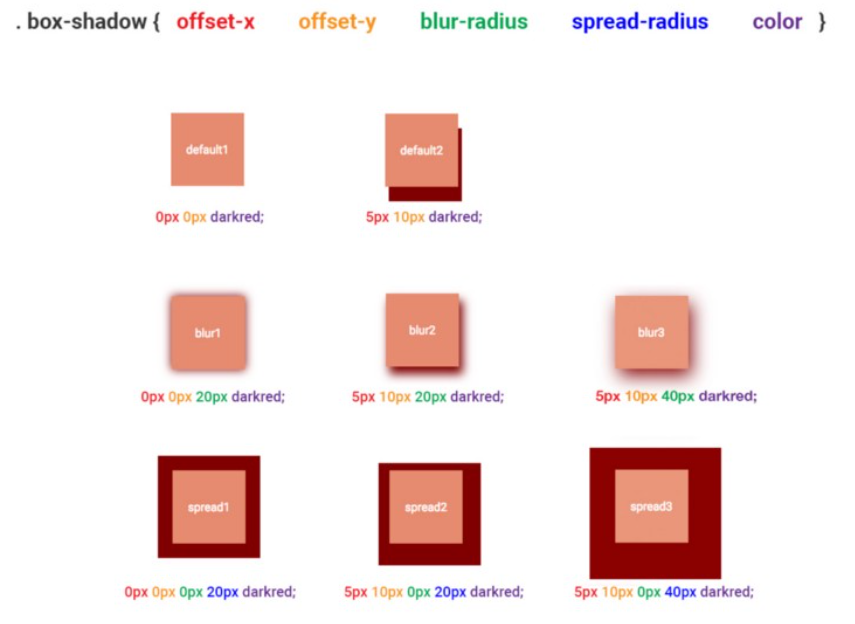 . box-shadow { offset-x offset-y blur-radius spread-radius color }
default1 default2
0px 0px darkred; 5px 10px darkred;
blur1 blur2 blur3
0px 0px 20px darkred; 5px 10px 20px darkred; 5px 10px 40px darkred;
spread1 spread2 spread3
0px 0px 0px 20px darkred; 5px 10px 0px 20px darkred; 5px 10px 0px 40px darkred;